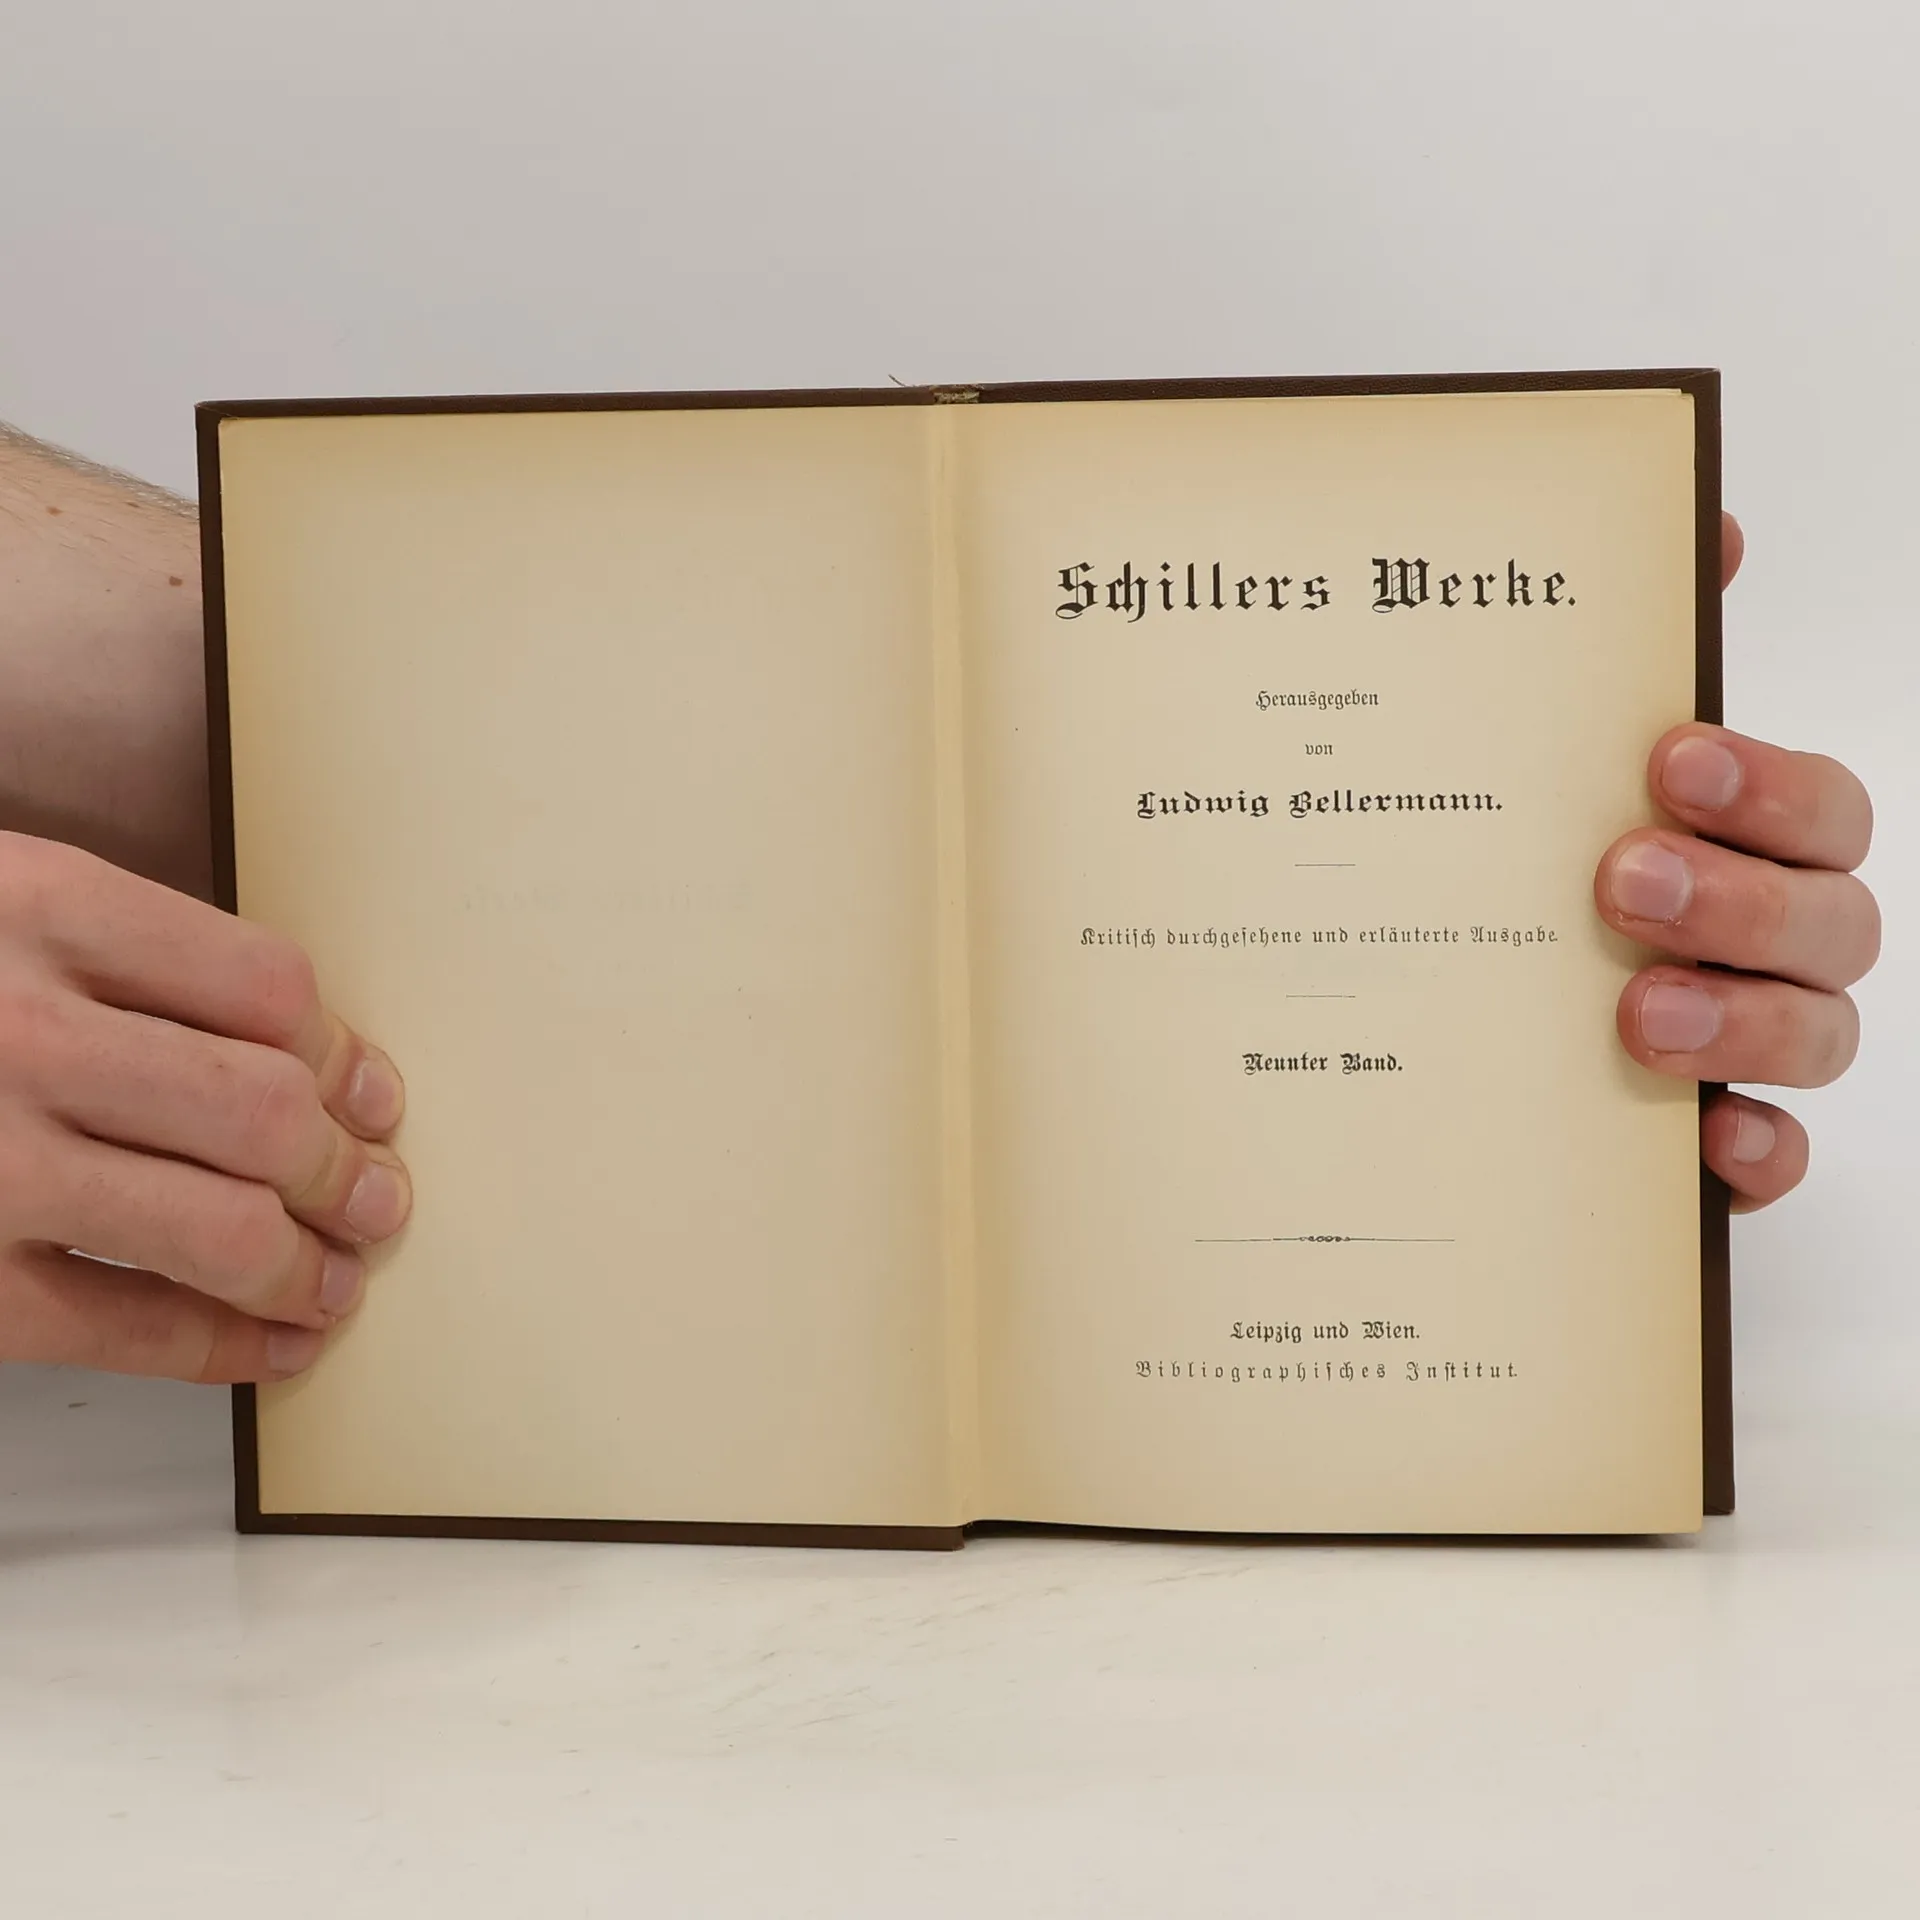 Schillers Werke.
Herausgegeben
von
Ludwig Bellermann.
Kritiſch durchgeſehene und erläuterte Ausgabe.
Neunter Band.
Leipzig und Wien.
Bibliographiſches Inſtitut.